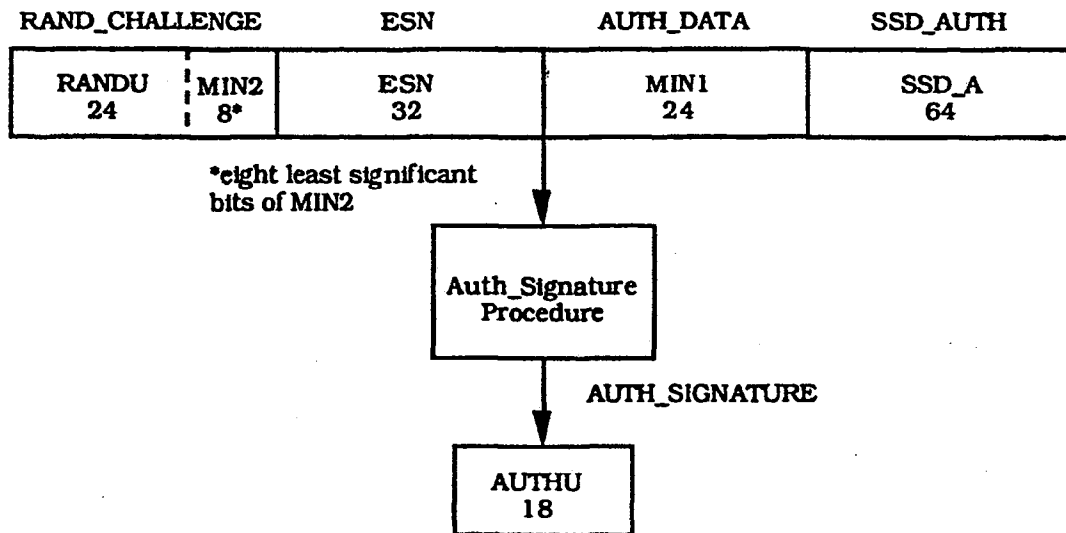 RAND_CHALLENGE ESN AUTH_DATA SSD_AUTH
RANDU MIN2 ESN MIN1 SSD_A
24 8* 32 24 64
*eight least significant
bits of MIN2
Auth_Signature
Procedure
AUTH_SIGNATURE
AUTHU
18